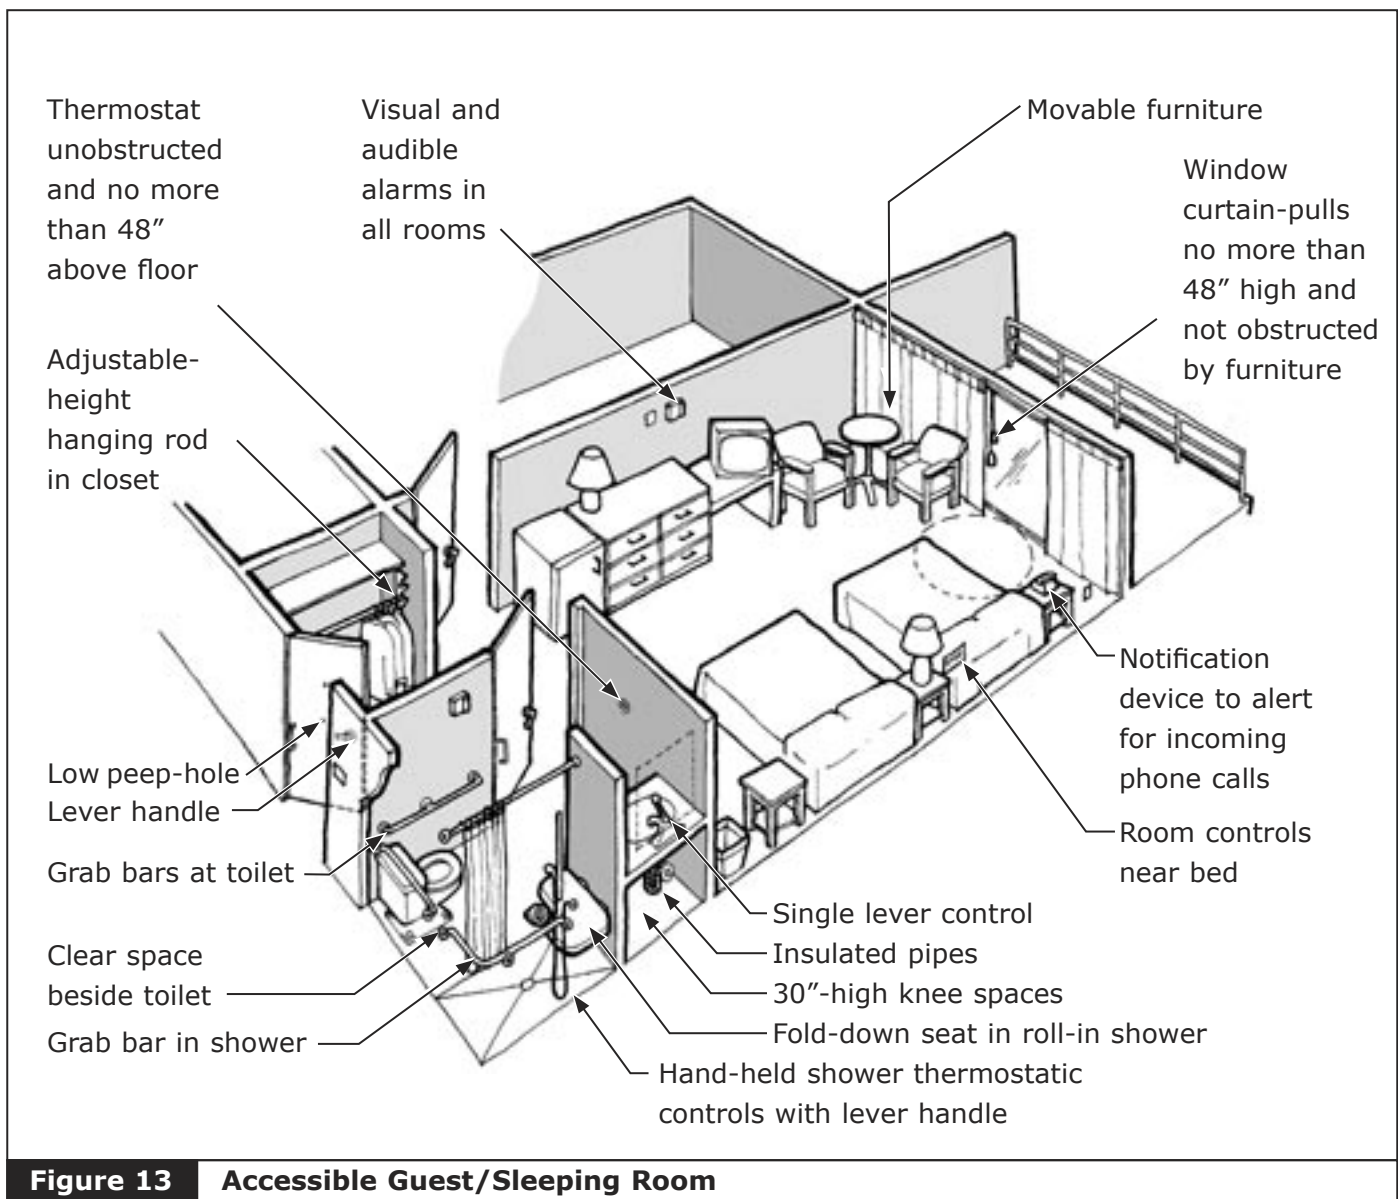 Thermostat
unobstructed
and no more
than 48”
above floor
Visual and
audible
alarms in
all rooms
Movable furniture
Window
curtain-pulls
no more than
48” high and
not obstructed
by furniture
Adjustable-
height
hanging rod
in closet
Low peep-hole
Lever handle
Grab bars at toilet
Clear space
beside toilet
Grab bar in shower
Notification
device to alert
for incoming
phone calls
Room controls
near bed
Single lever control
Insulated pipes
30”-high knee spaces
Fold-down seat in roll-in shower
Hand-held shower thermostatic
controls with lever handle
Figure 13 Accessible Guest/Sleeping Room